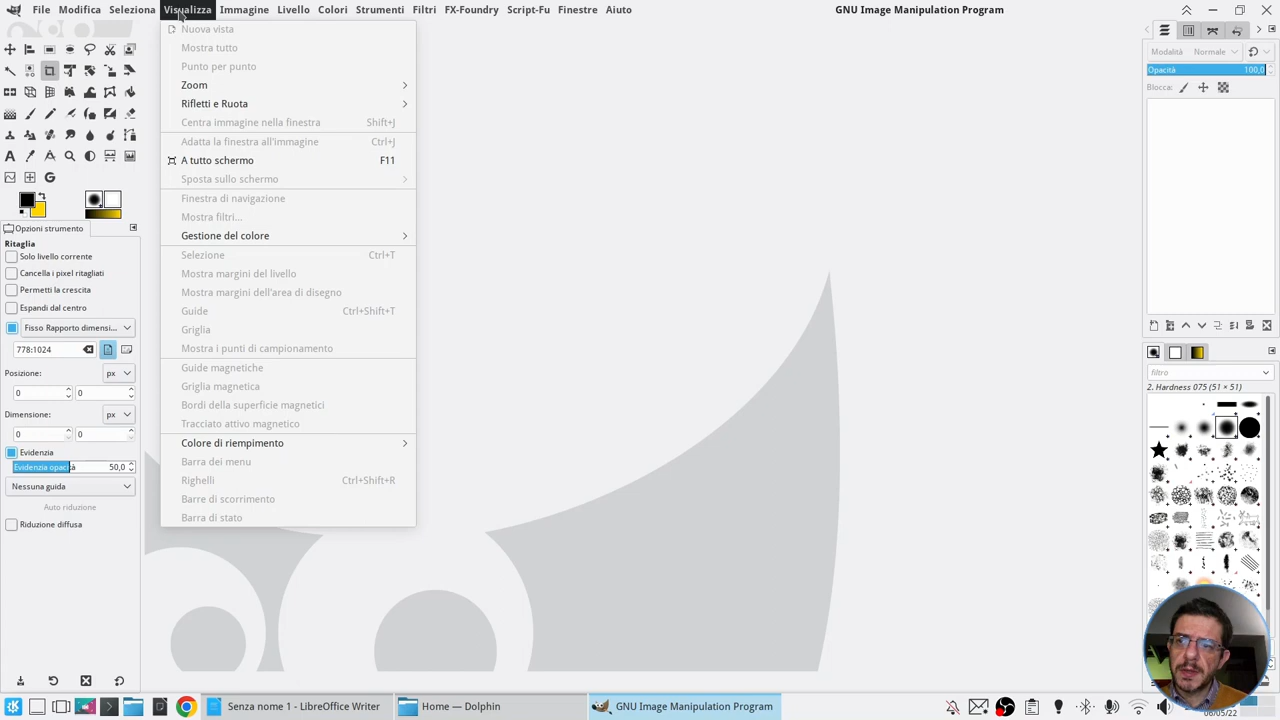 File Modifica Seleziona Visualizza Immagine Livello Colori Strumenti Filtri FX-Foundry Script-Fu Finestre Aiuto
GNU Image Manipulation Program
Nuova vista
Mostra tutto
Punto per punto
Zoom
Rifletti e Ruota
Centra immagine nella finestra Shift+J
Adatta la finestra all'immagine Ctrl+J
A tutto schermo F11
Sposta sullo schermo
Finestra di navigazione
Mostra filtri...
Gestione del colore
Selezione Ctrl+T
Mostra margini del livello
Mostra margini dell'area di disegno
Guide Ctrl+Shift+T
Griglia
Mostra i punti di campionamento
Guide magnetiche
Griglia magnetica
Bordi della superficie magnetici
Tracciato attivo magnetico
Colore di riempimento
Barra dei menu
Righelli Ctrl+Shift+R
Barre di scorrimento
Barra di stato
Opzioni strumento
Ritaglia
Solo livello corrente
Cancella i pixel ritagliati
Permetti la crescita
Espandi dal centro
Fisso Rapporto dimensi...
778:1024
Posizione: px
0 0
Dimensione: px
0 0
Evidenzia
Evidenzia opacità 50,0
Nessuna guida
Auto riduzione
Riduzione diffusa
Modalità Normale
Opacità 100,0
Blocca:
filtro
2. Hardness 075 (51 × 51)
Senza nome 1 - LibreOffice Writer
Home — Dolphin
GNU Image Manipulation Program
06/05/22